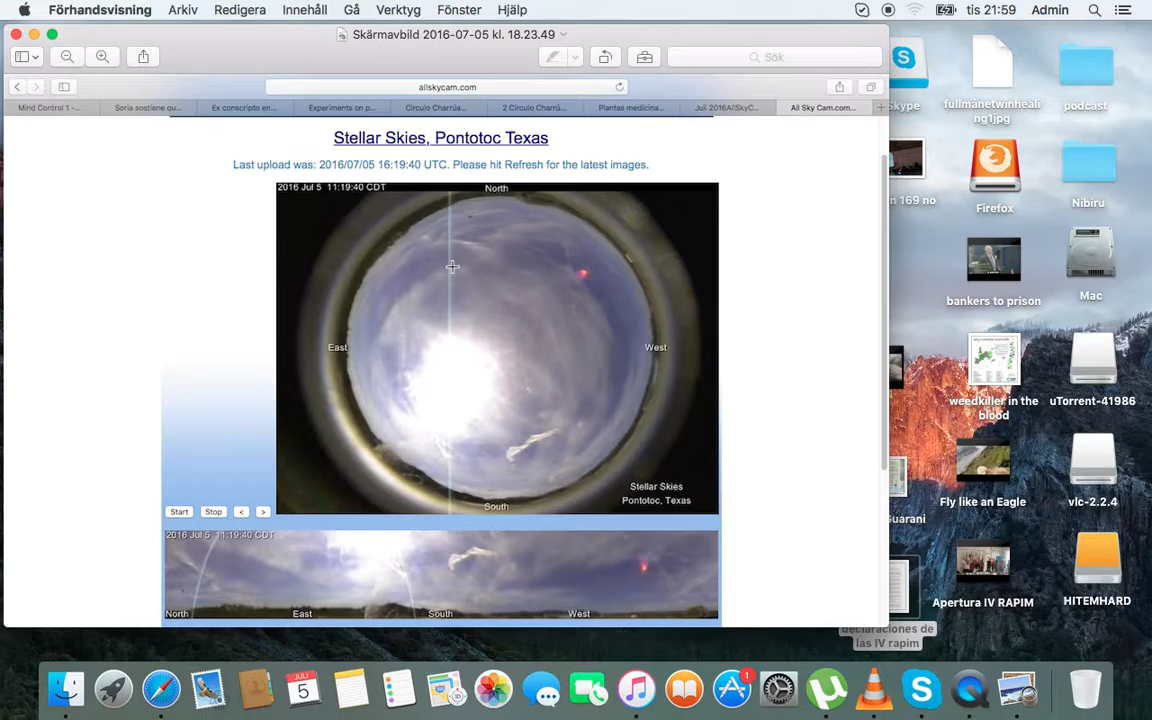 Förhandsvisning Arkiv Redigera Innehåll Gå Verktyg Fönster Hjälp tis 21:59 Admin
Skärmavbild 2016-07-05 kl. 18.23.49
Sök
allskycam.com
Mind Control 1 -... Soria sostiene qu... Ex conscripto en... Experiments on p... Círculo Charrúa... 2 Círculo Charrú... Plantas medicina... Juli 2016AllSkyC... All Sky Cam.com...
Stellar Skies, Pontotoc Texas
Last upload was: 2016/07/05 16:19:40 UTC. Please hit Refresh for the latest images.
2016 Jul 5 11:19:40 CDT
North
East
West
South
Stellar Skies
Pontotoc, Texas
Start Stop < >
2016 Jul 5 11:19:40 CDT
North East South West
Skype
fullmånetwinheali
ng1jpg
podcast
n 169 no
Firefox
Nibiru
bankers to prison
Mac
weedkiller in the
blood
uTorrent-41986
Guarani
Fly like an Eagle
vlc-2.2.4
declaraciones de
las IV rapim
Apertura IV RAPIM
HITEMHARD
JULI
5
1